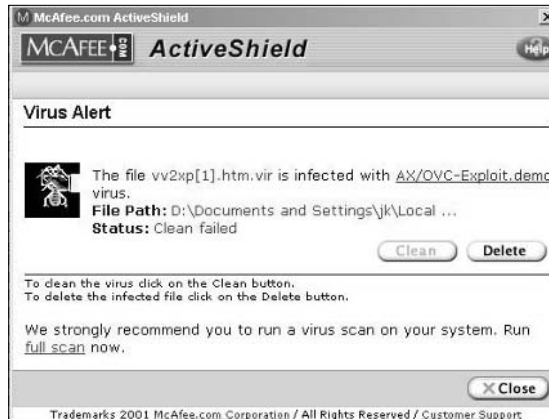 McAfee.com ActiveShield
McAFEE.COM ActiveShield
Help
Virus Alert
The file vv2xp[1].htm.vir is infected with AX/OVC-Exploit.demo
virus.
File Path: D:\Documents and Settings\jk\Local ...
Status: Clean failed
Clean Delete
To clean the virus click on the Clean button.
To delete the infected file click on the Delete button.
We strongly recommend you to run a virus scan on your system. Run
full scan now.
X Close
Trademarks 2001 McAfee.com Corporation / All Rights Reserved / Customer Support